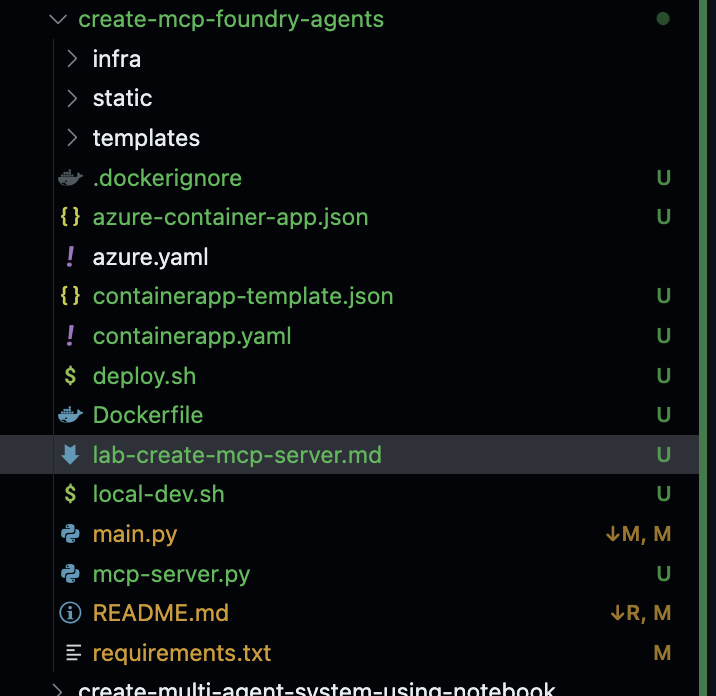 create-mcp-foundry-agents
infra
static
templates
.dockerignore U
{} azure-container-app.json U
! azure.yaml
{} containerapp-template.json U
! containerapp.yaml U
$ deploy.sh U
Dockerfile U
lab-create-mcp-server.md U
$ local-dev.sh U
main.py ↓M, M
mcp-server.py U
README.md ↓R, M
requirements.txt M
create-multi-agent-system-using-notebook